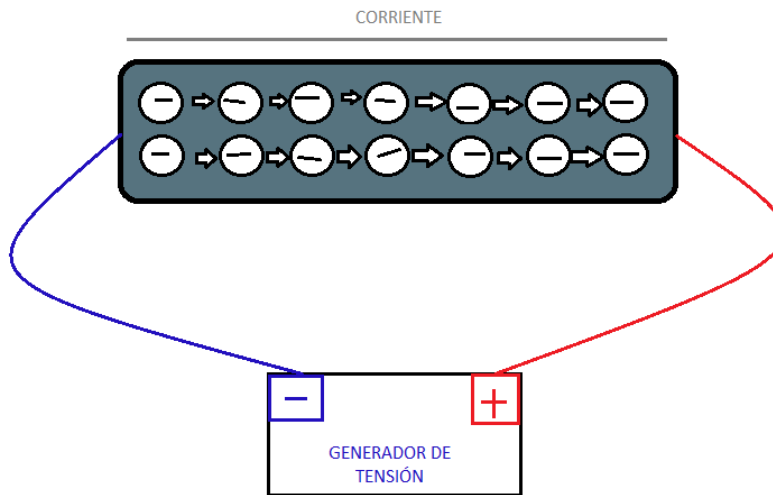 CORRIENTE
- +
GENERADOR DE
TENSIÓN